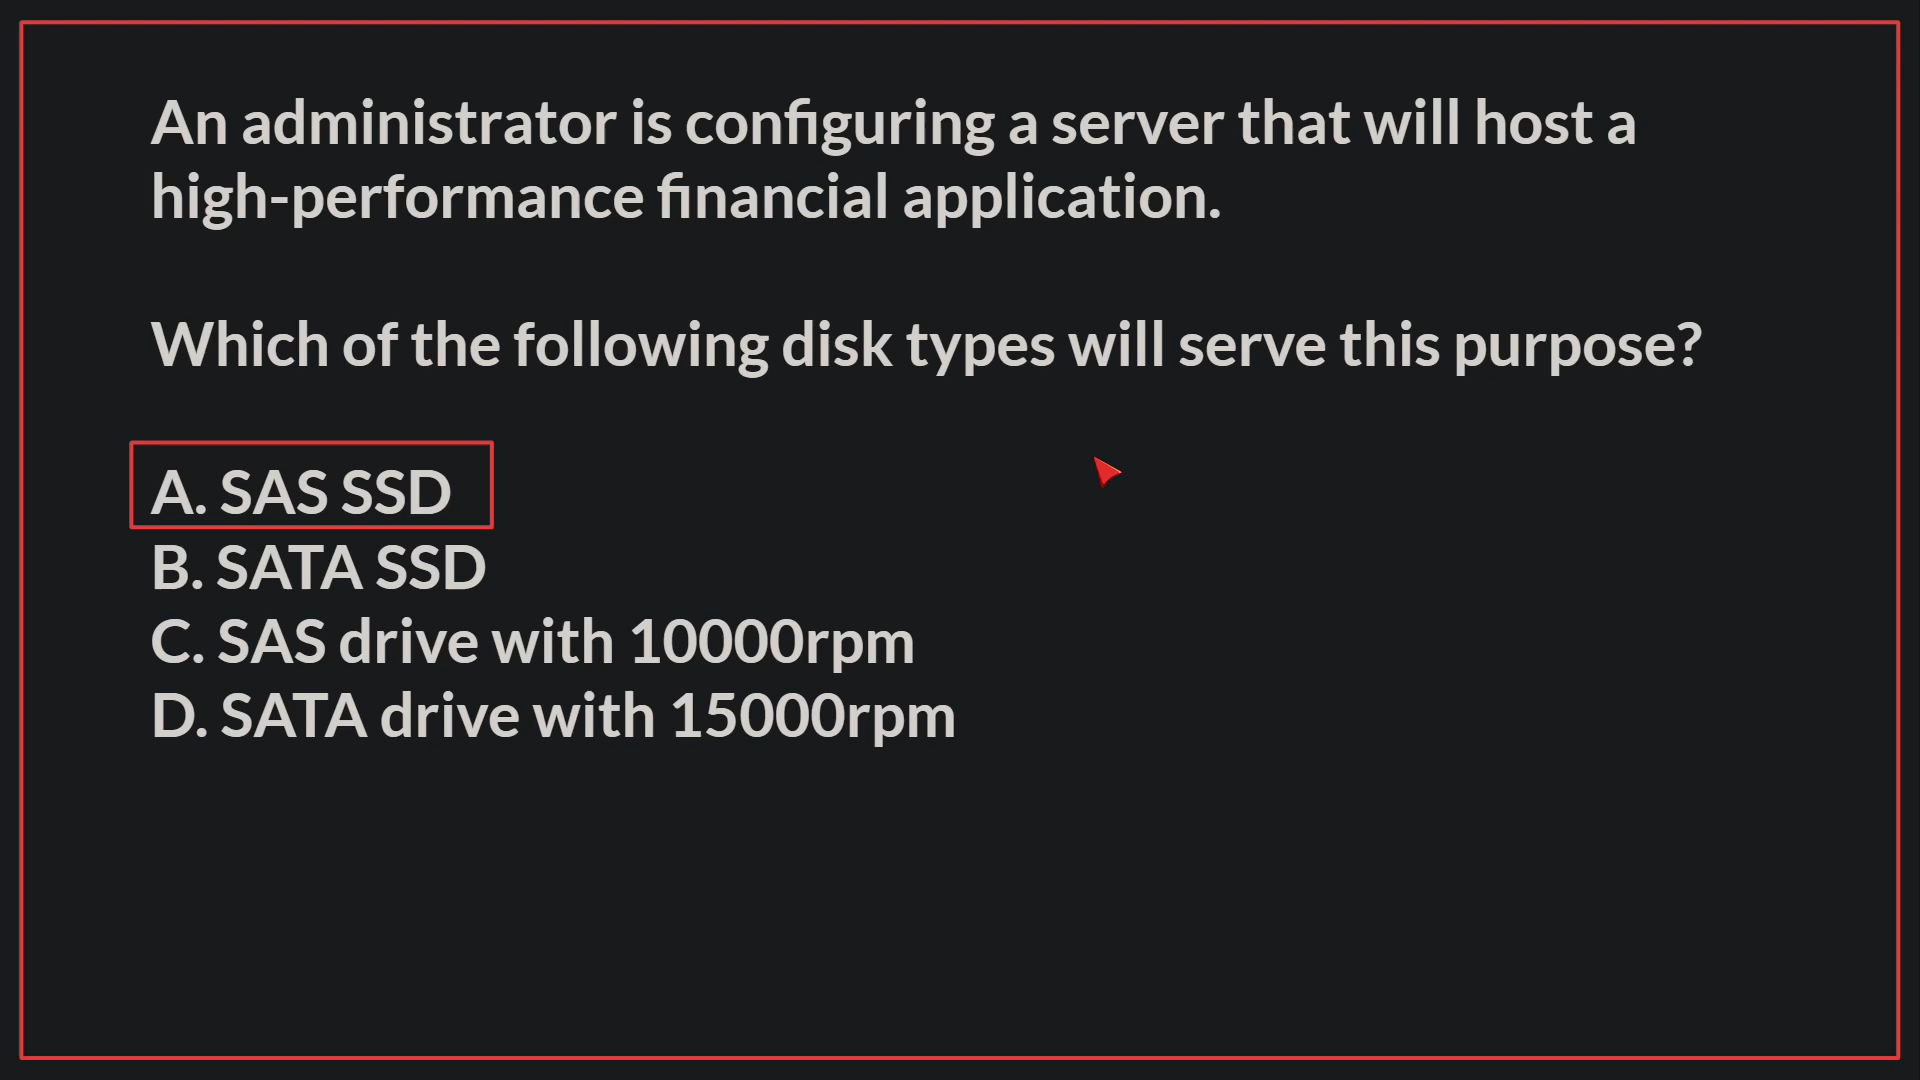 An administrator is configuring a server that will host a
high-performance financial application.
Which of the following disk types will serve this purpose?
A. SAS SSD
B. SATA SSD
C. SAS drive with 10000rpm
D. SATA drive with 15000rpm